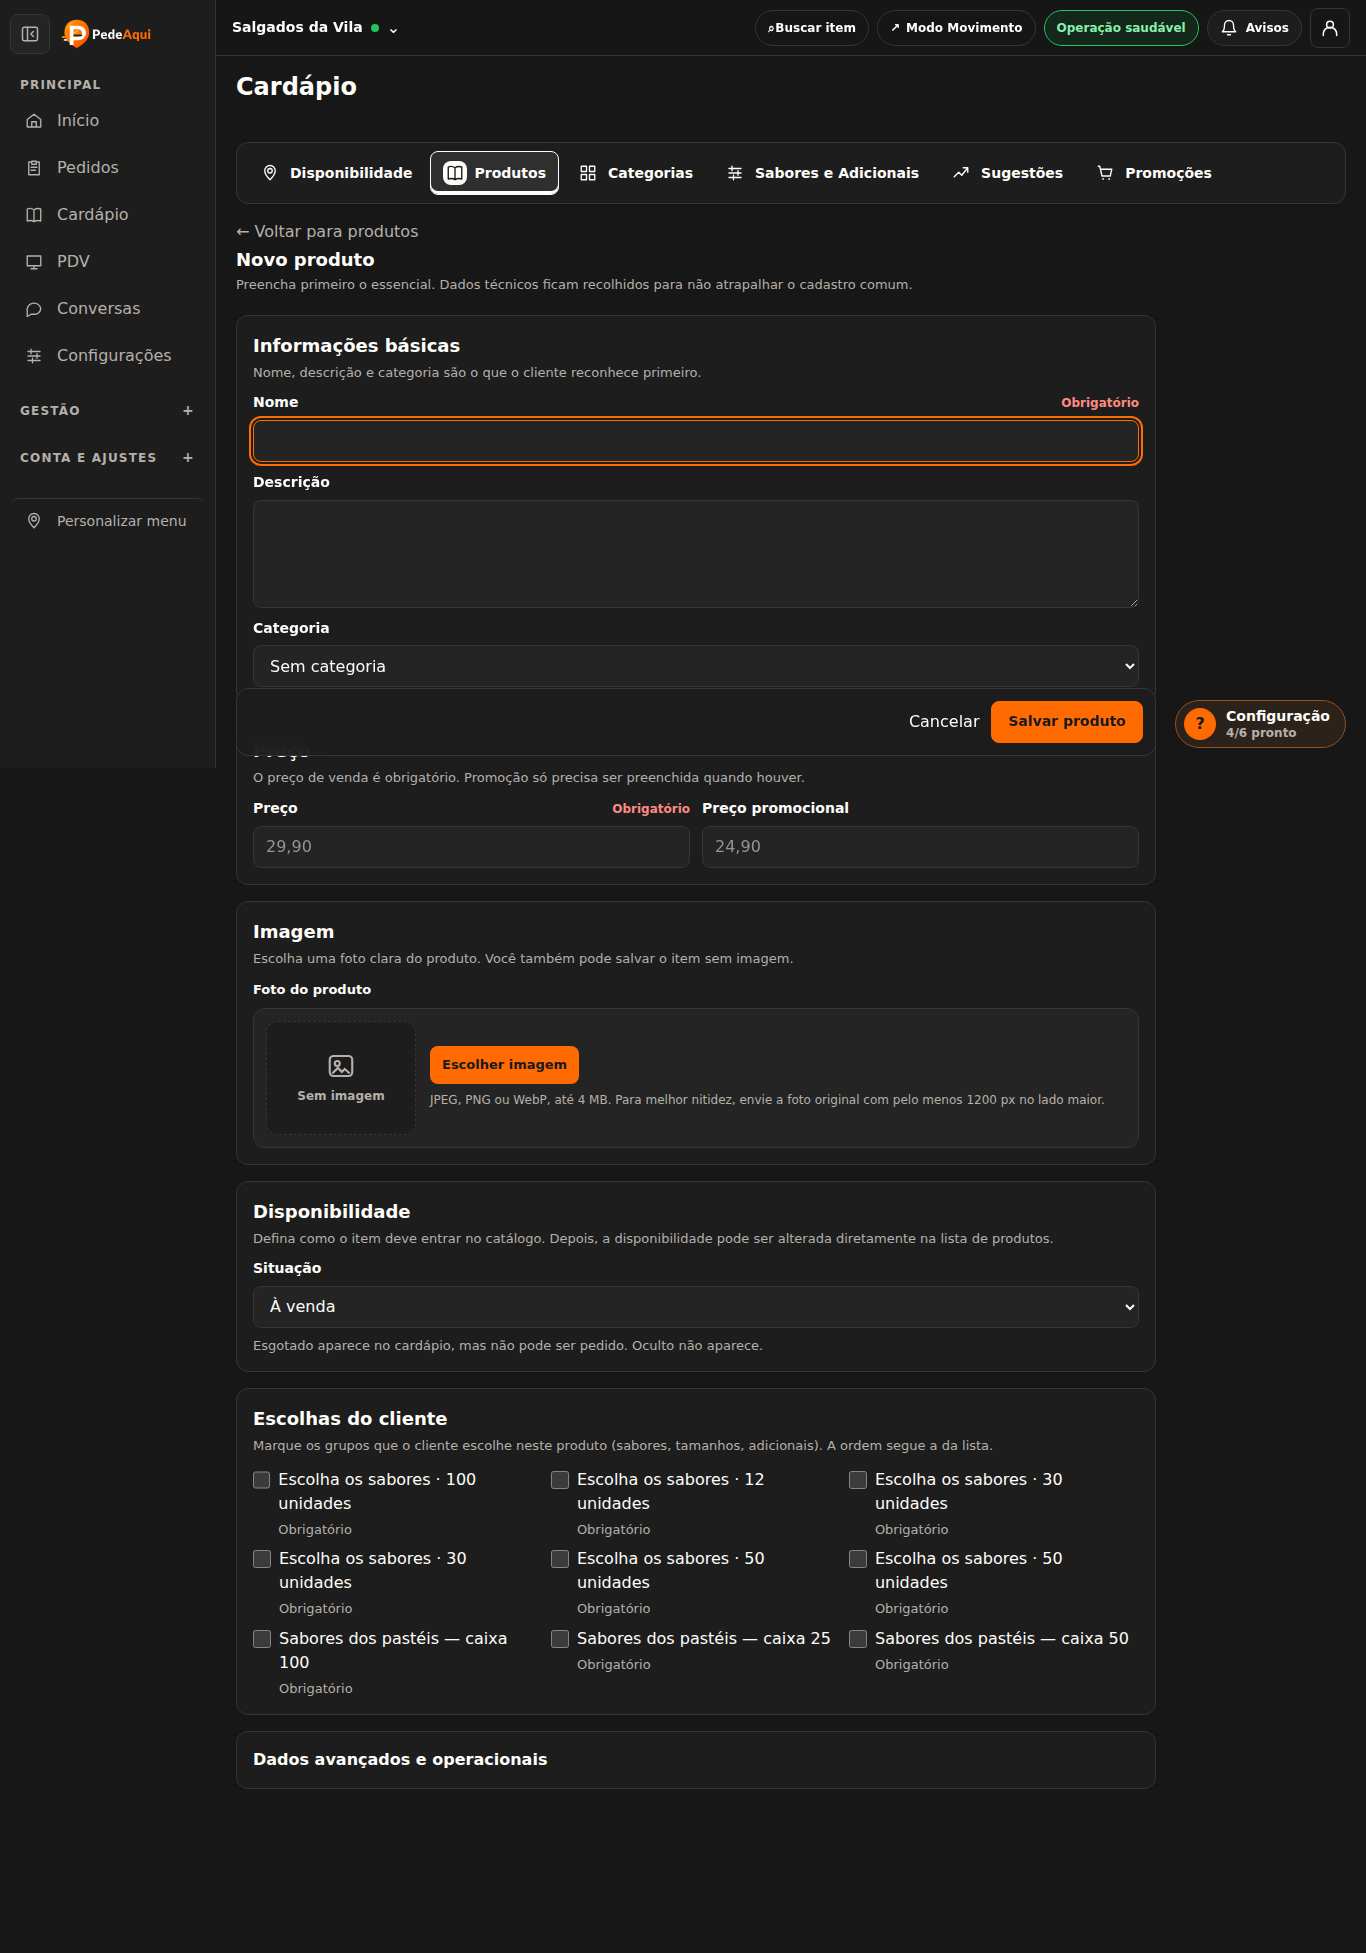 PedeAqui
Salgados da Vila
Buscar item
↗ Modo Movimento
Operação saudável
Avisos
PRINCIPAL
Início
Pedidos
Cardápio
PDV
Conversas
Configurações
GESTÃO +
CONTA E AJUSTES +
Personalizar menu
Cardápio
Disponibilidade
Produtos
Categorias
Sabores e Adicionais
Sugestões
Promoções
← Voltar para produtos
Novo produto
Preencha primeiro o essencial. Dados técnicos ficam recolhidos para não atrapalhar o cadastro comum.
Informações básicas
Nome, descrição e categoria são o que o cliente reconhece primeiro.
Nome Obrigatório
Descrição
Categoria
Sem categoria
Cancelar Salvar produto
? Configuração
4/6 pronto
O preço de venda é obrigatório. Promoção só precisa ser preenchida quando houver.
Preço Obrigatório Preço promocional
29,90 24,90
Imagem
Escolha uma foto clara do produto. Você também pode salvar o item sem imagem.
Foto do produto
Sem imagem
Escolher imagem
JPEG, PNG ou WebP, até 4 MB. Para melhor nitidez, envie a foto original com pelo menos 1200 px no lado maior.
Disponibilidade
Defina como o item deve entrar no catálogo. Depois, a disponibilidade pode ser alterada diretamente na lista de produtos.
Situação
À venda
Esgotado aparece no cardápio, mas não pode ser pedido. Oculto não aparece.
Escolhas do cliente
Marque os grupos que o cliente escolhe neste produto (sabores, tamanhos, adicionais). A ordem segue a da lista.
Escolha os sabores · 100 unidades
Obrigatório
Escolha os sabores · 12 unidades
Obrigatório
Escolha os sabores · 30 unidades
Obrigatório
Escolha os sabores · 30 unidades
Obrigatório
Escolha os sabores · 50 unidades
Obrigatório
Escolha os sabores · 50 unidades
Obrigatório
Sabores dos pastéis — caixa 100
Obrigatório
Sabores dos pastéis — caixa 25
Obrigatório
Sabores dos pastéis — caixa 50
Obrigatório
Dados avançados e operacionais